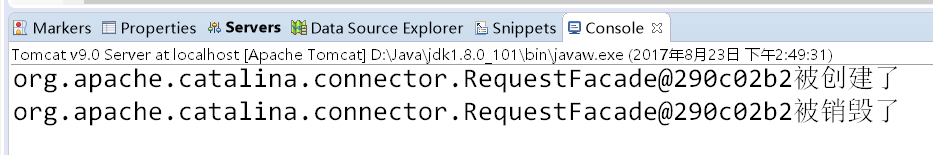 Markers Properties Servers Data Source Explorer Snippets Console
Tomcat v9.0 Server at localhost [Apache Tomcat] D:\Java\jdk1.8.0_101\bin\javaw.exe (2017年8月23日 下午2:49:31)
org.apache.catalina.connector.RequestFacade@290c02b2被创建了
org.apache.catalina.connector.RequestFacade@290c02b2被销毁了